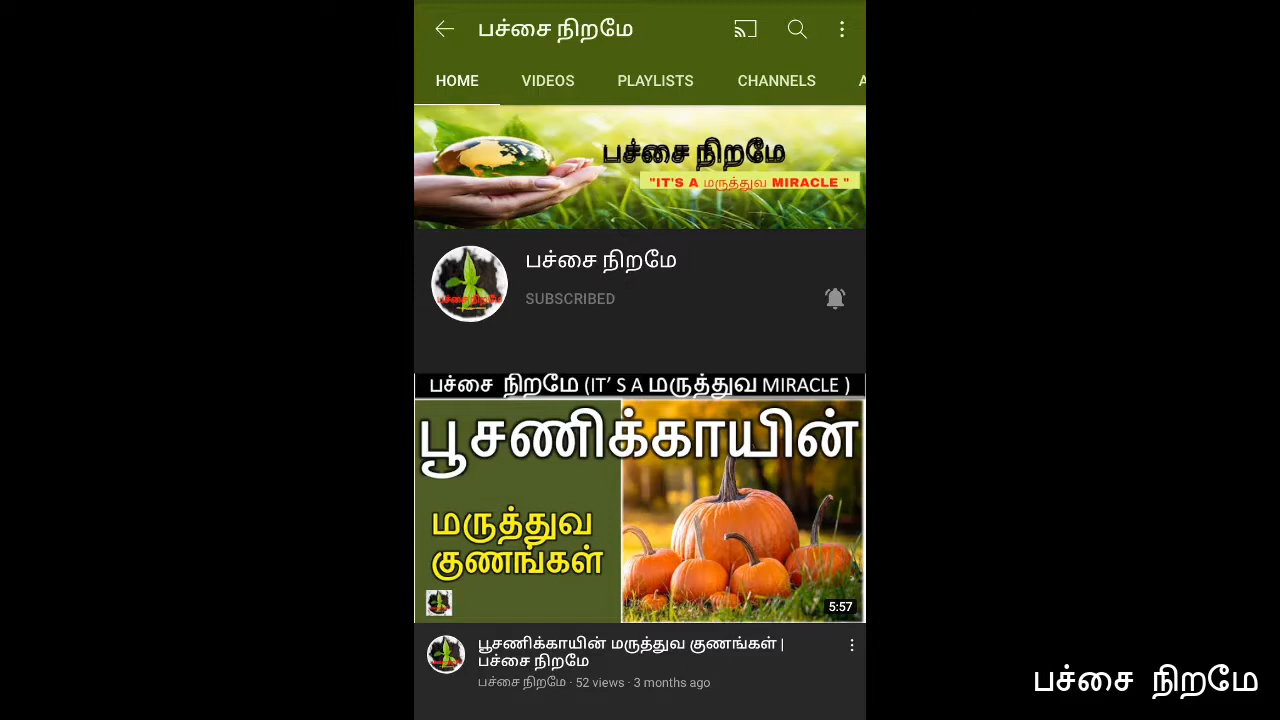 பச்சை நிறமே
HOME VIDEOS PLAYLISTS CHANNELS A
பச்சை நிறமே
"IT'S A மருத்துவ MIRACLE "
பச்சை நிறமே
SUBSCRIBED
பச்சை நிறமே (IT' S A மருத்துவ MIRACLE )
பூசணிக்காயின்
மருத்துவ
குணங்கள்
5:57
பூசணிக்காயின் மருத்துவ குணங்கள் |
பச்சை நிறமே
பச்சை நிறமே · 52 views · 3 months ago
பச்சை நிறமே